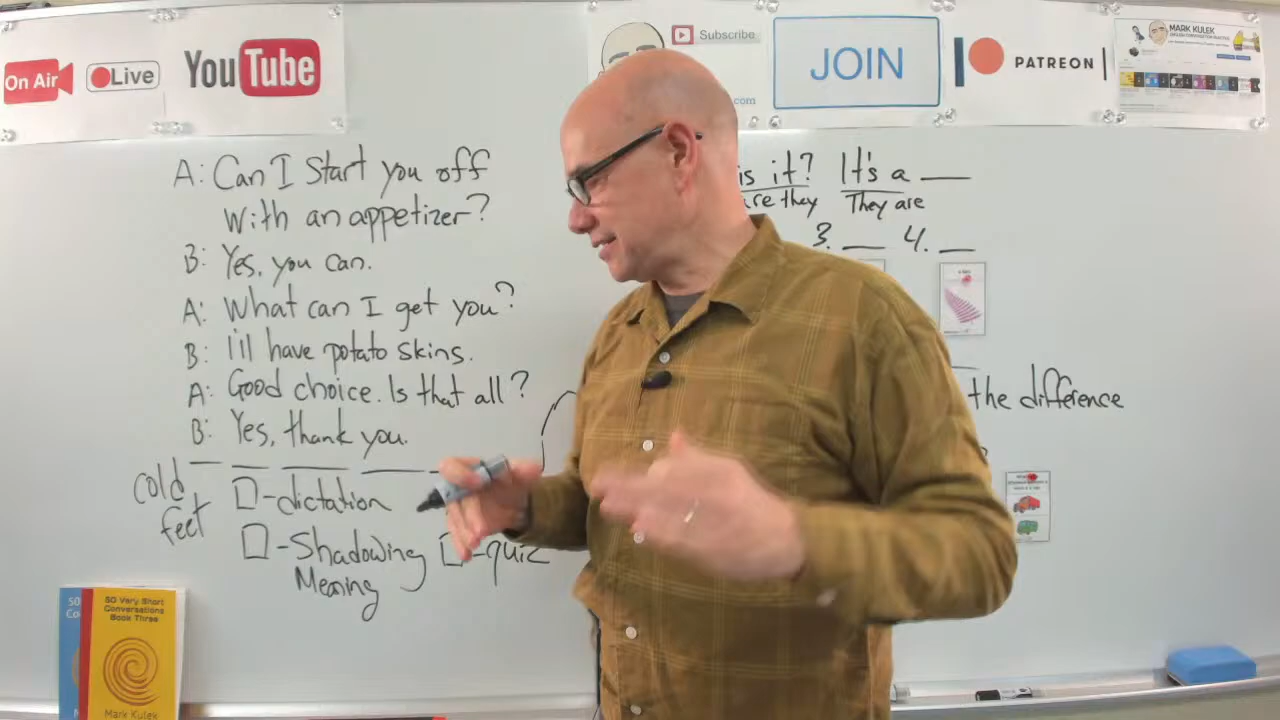 On Air
Live
YouTube
Subscribe
.com
JOIN
PATREON
MARK KULEK
A: Can I start you off
with an appetizer?
B: Yes, you can.
A: What can I get you?
B: I'll have potato skins.
A: Good choice. Is that all?
B: Yes, thank you.
cold
feet
-dictation
-Shadowing
Meaning
-quiz
is it? It's a
are they They are
3. 4.
the difference
50 Very Short
Conversations
Book Three
Mark Kulek